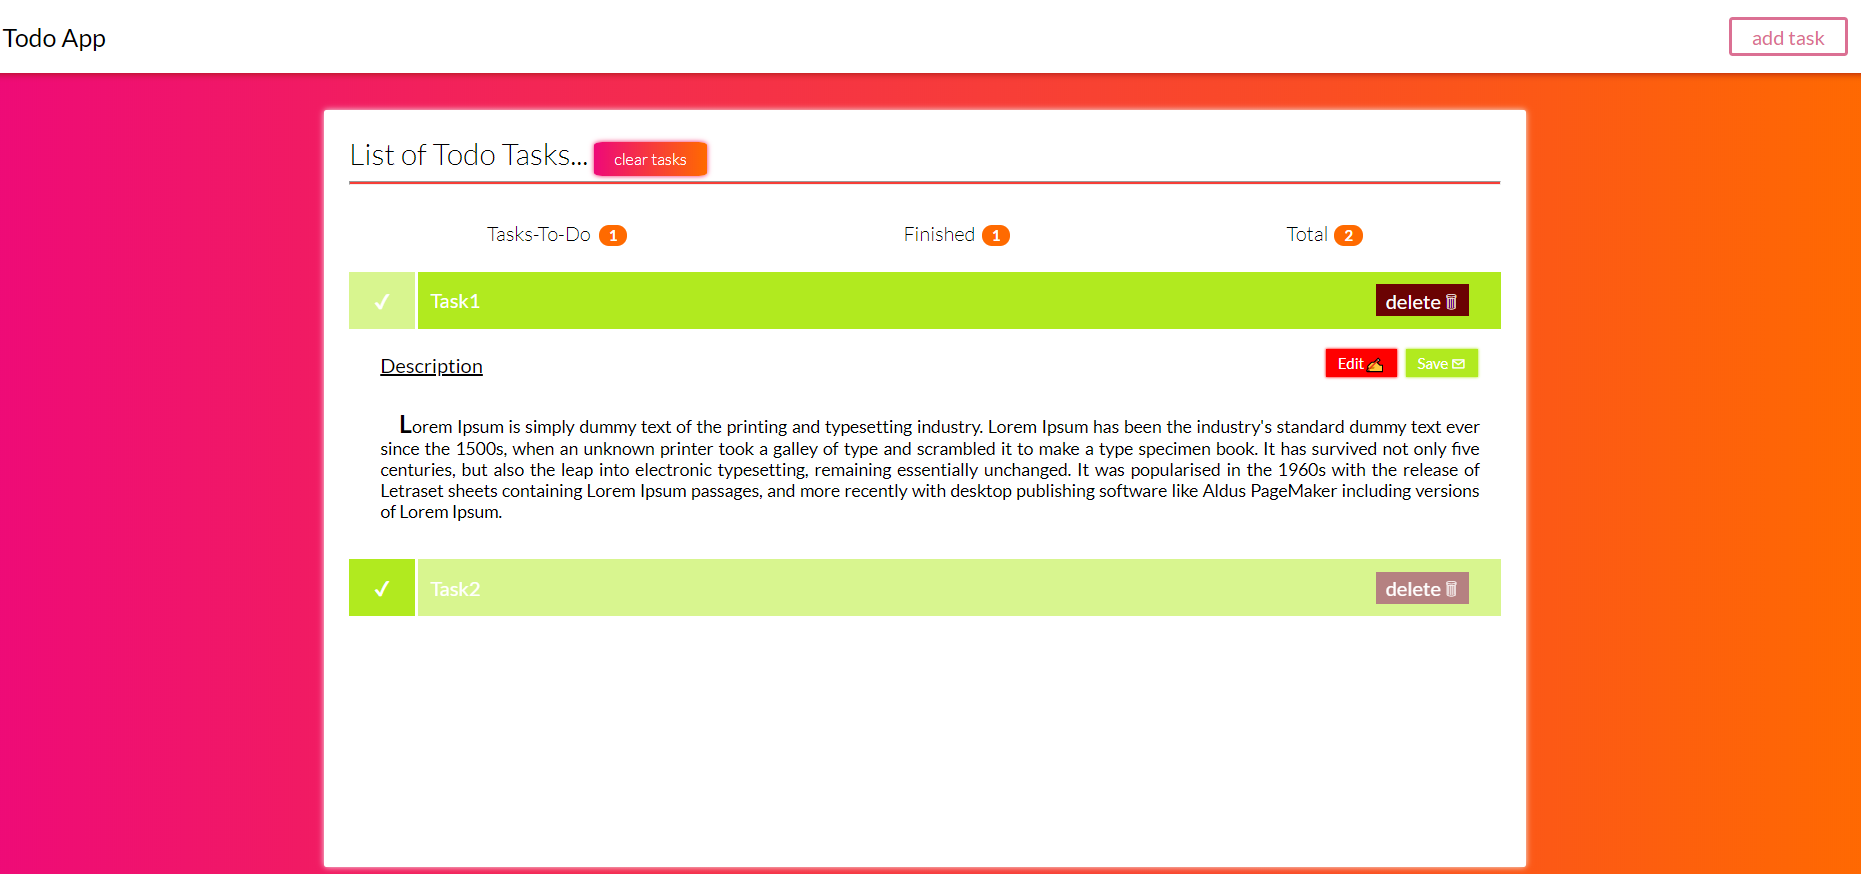 Todo App
add task
List of Todo Tasks... clear tasks
Tasks-To-Do 1 Finished 1 Total 2
✓ Task1 delete
Description Edit Save
Lorem Ipsum is simply dummy text of the printing and typesetting industry. Lorem Ipsum has been the industry's standard dummy text ever
since the 1500s, when an unknown printer took a galley of type and scrambled it to make a type specimen book. It has survived not only five
centuries, but also the leap into electronic typesetting, remaining essentially unchanged. It was popularised in the 1960s with the release of
Letraset sheets containing Lorem Ipsum passages, and more recently with desktop publishing software like Aldus PageMaker including versions
of Lorem Ipsum.
✓ Task2 delete